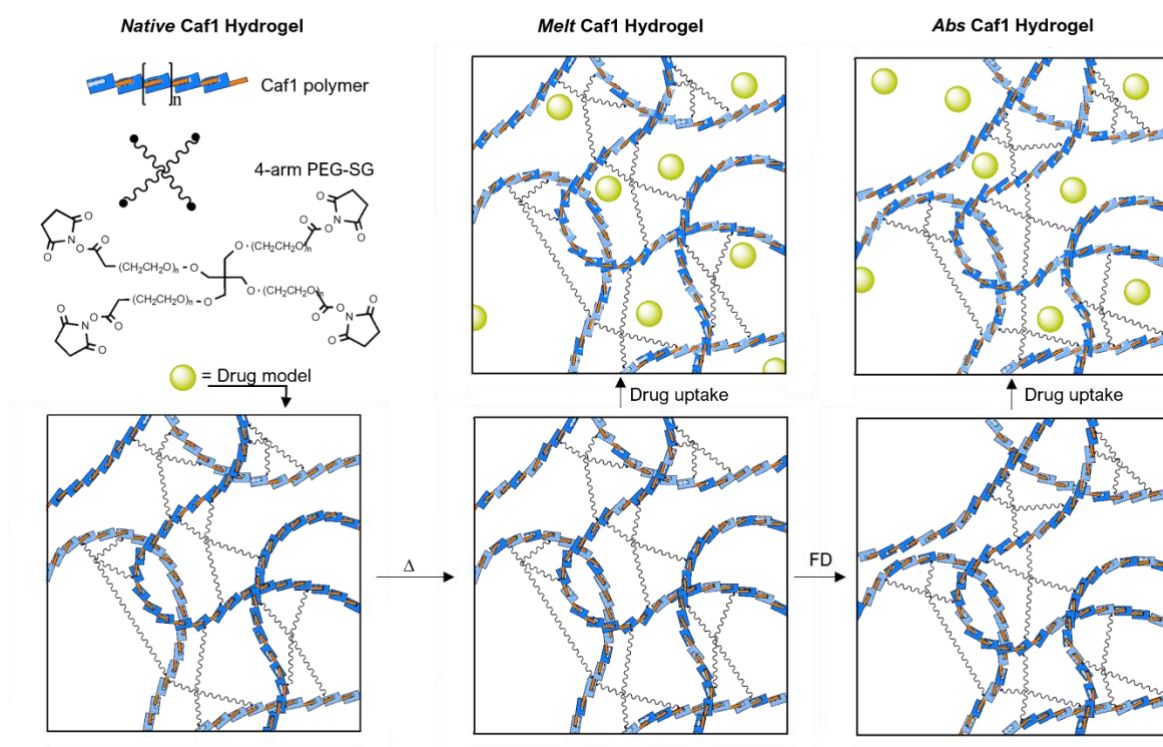 Native Caf1 Hydrogel
Melt Caf1 Hydrogel
Abs Caf1 Hydrogel
n
Caf1 polymer
4-arm PEG-SG
O
N
O
O
O
(CH2CH2O)n
O
O·(CH2CH2O)n
O
O
N
O
O
O
N
O
O
O
(CH2CH2O)n
O
O·(CH2CH2O)n
O
O
N
O
O
= Drug model
Drug uptake
Drug uptake
Δ
FD